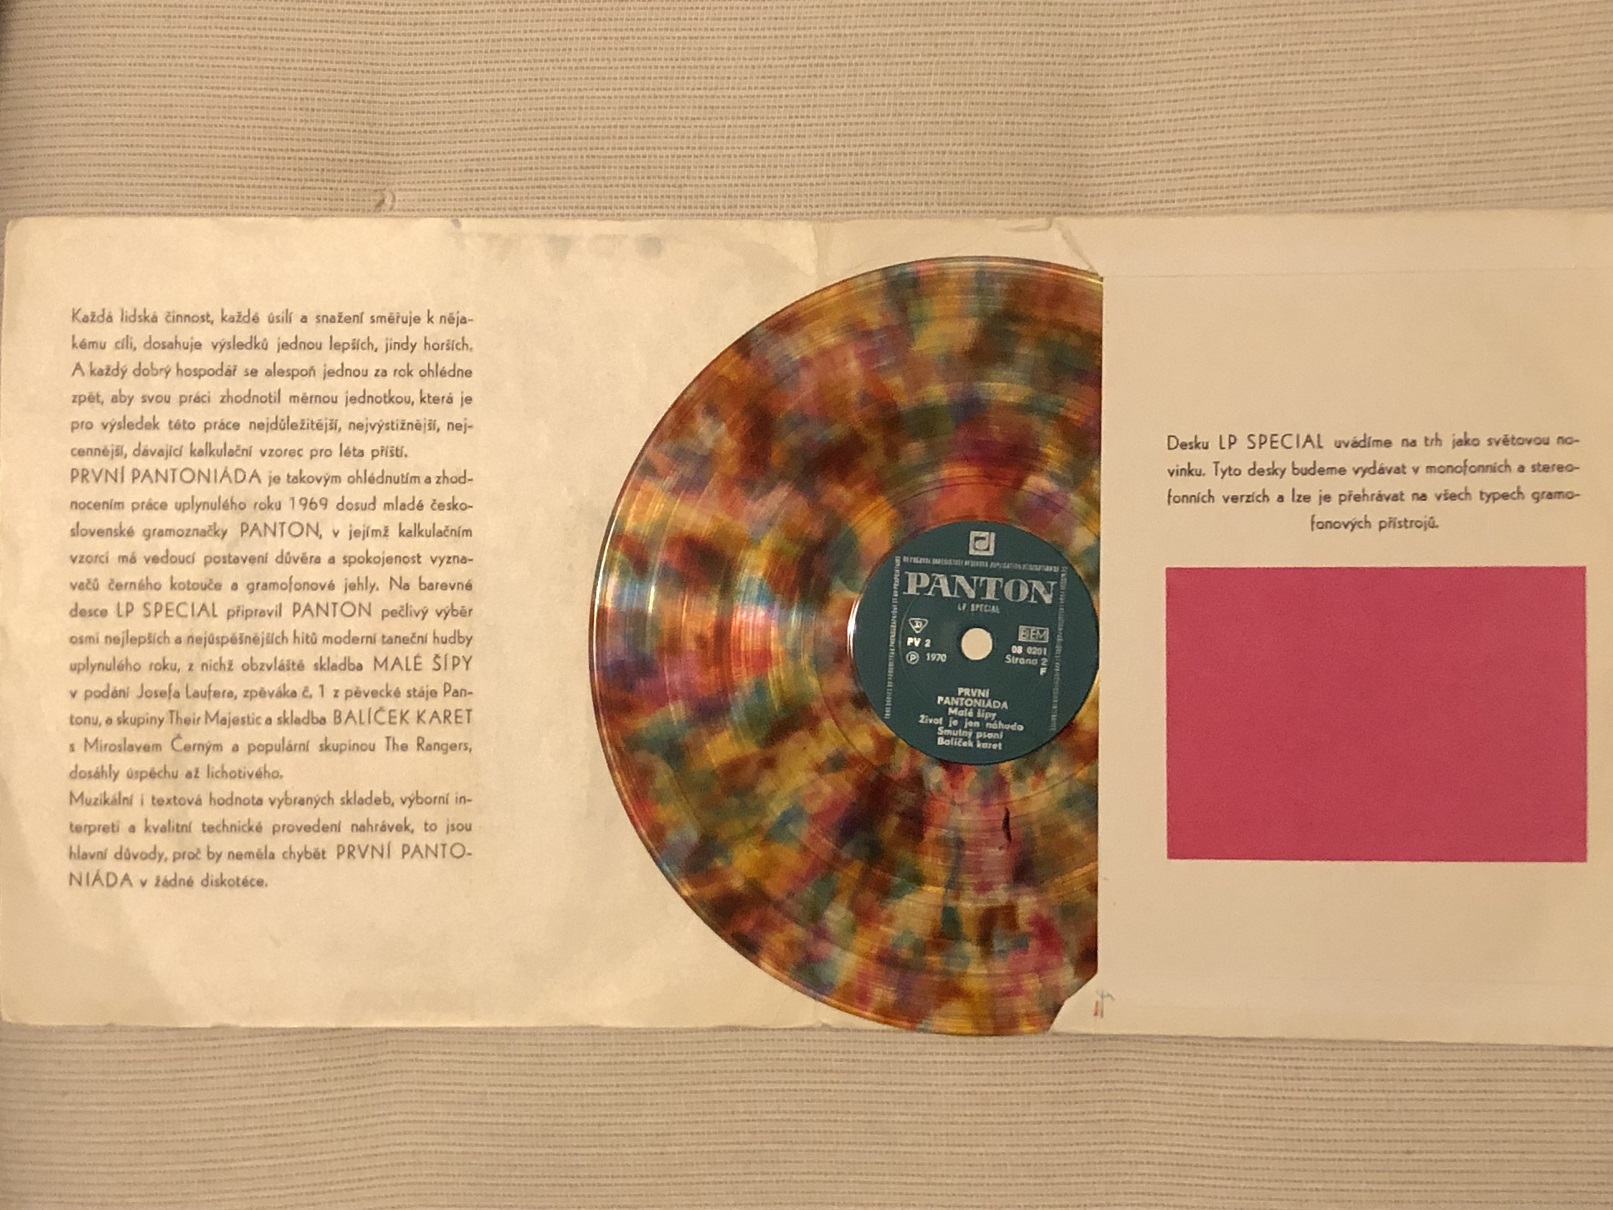 Každá lidská činnost, každé úsilí a snažení směřuje k něja-
kému cíli, dosahuje výsledků jednou lepších, jindy horších.
A každý dobrý hospodář se alespoň jednou za rok ohlédne
zpět, aby svou práci zhodnotil měrnou jednotkou, která je
pro výsledek této práce nejdůležitější, nejvýstižnější, nej-
cennější, dávající kalkulační vzorec pro léta příští.
PRVNÍ PANTONIÁDA je takovým ohlédnutím a zhod-
nocením práce uplynulého roku 1969 dosud mladé česko-
slovenské gramoznačky PANTON, v jejímž kalkulačním
vzorci má vedoucí postavení důvěra a spokojenost vyzna-
vačů černého kotouče a gramofonové jehly. Na barevné
desce LP SPECIAL připravil PANTON pečlivý výběr
osmi nejlepších a nejúspěšnějších hitů moderní taneční hudby
uplynulého roku, z nichž obzvláště skladba MALÉ ŠÍPY
v podání Josefa Laufera, zpěváka č. 1 z pěvecké stáje Pan-
tonu, a skupiny Their Majestic a skladba BALÍČEK KARET
s Miroslavem Černým a populární skupinou The Rangers,
dosáhly úspěchu až lichotivého.
Muzikální i textová hodnota vybraných skladeb, výborní in-
terpreti a kvalitní technické provedení nahrávek, to jsou
hlavní důvody, proč by neměla chybět PRVNÍ PANTO-
NIÁDA v žádné diskotéce.
PANTON
LP SPECIAL
PV 2
℗ 1970
BIEM
08 0201
Strana 2
F
PRVNÍ
PANTONIÁDA
Malé šípy
Život je jen náhoda
Smutný psaní
Balíček karet
Desku LP SPECIAL uvádíme na trh jako světovou no-
vinku. Tyto desky budeme vydávat v monofonních a stereo-
fonních verzích a lze je přehrávat na všech typech gramo-
fonových přístrojů.